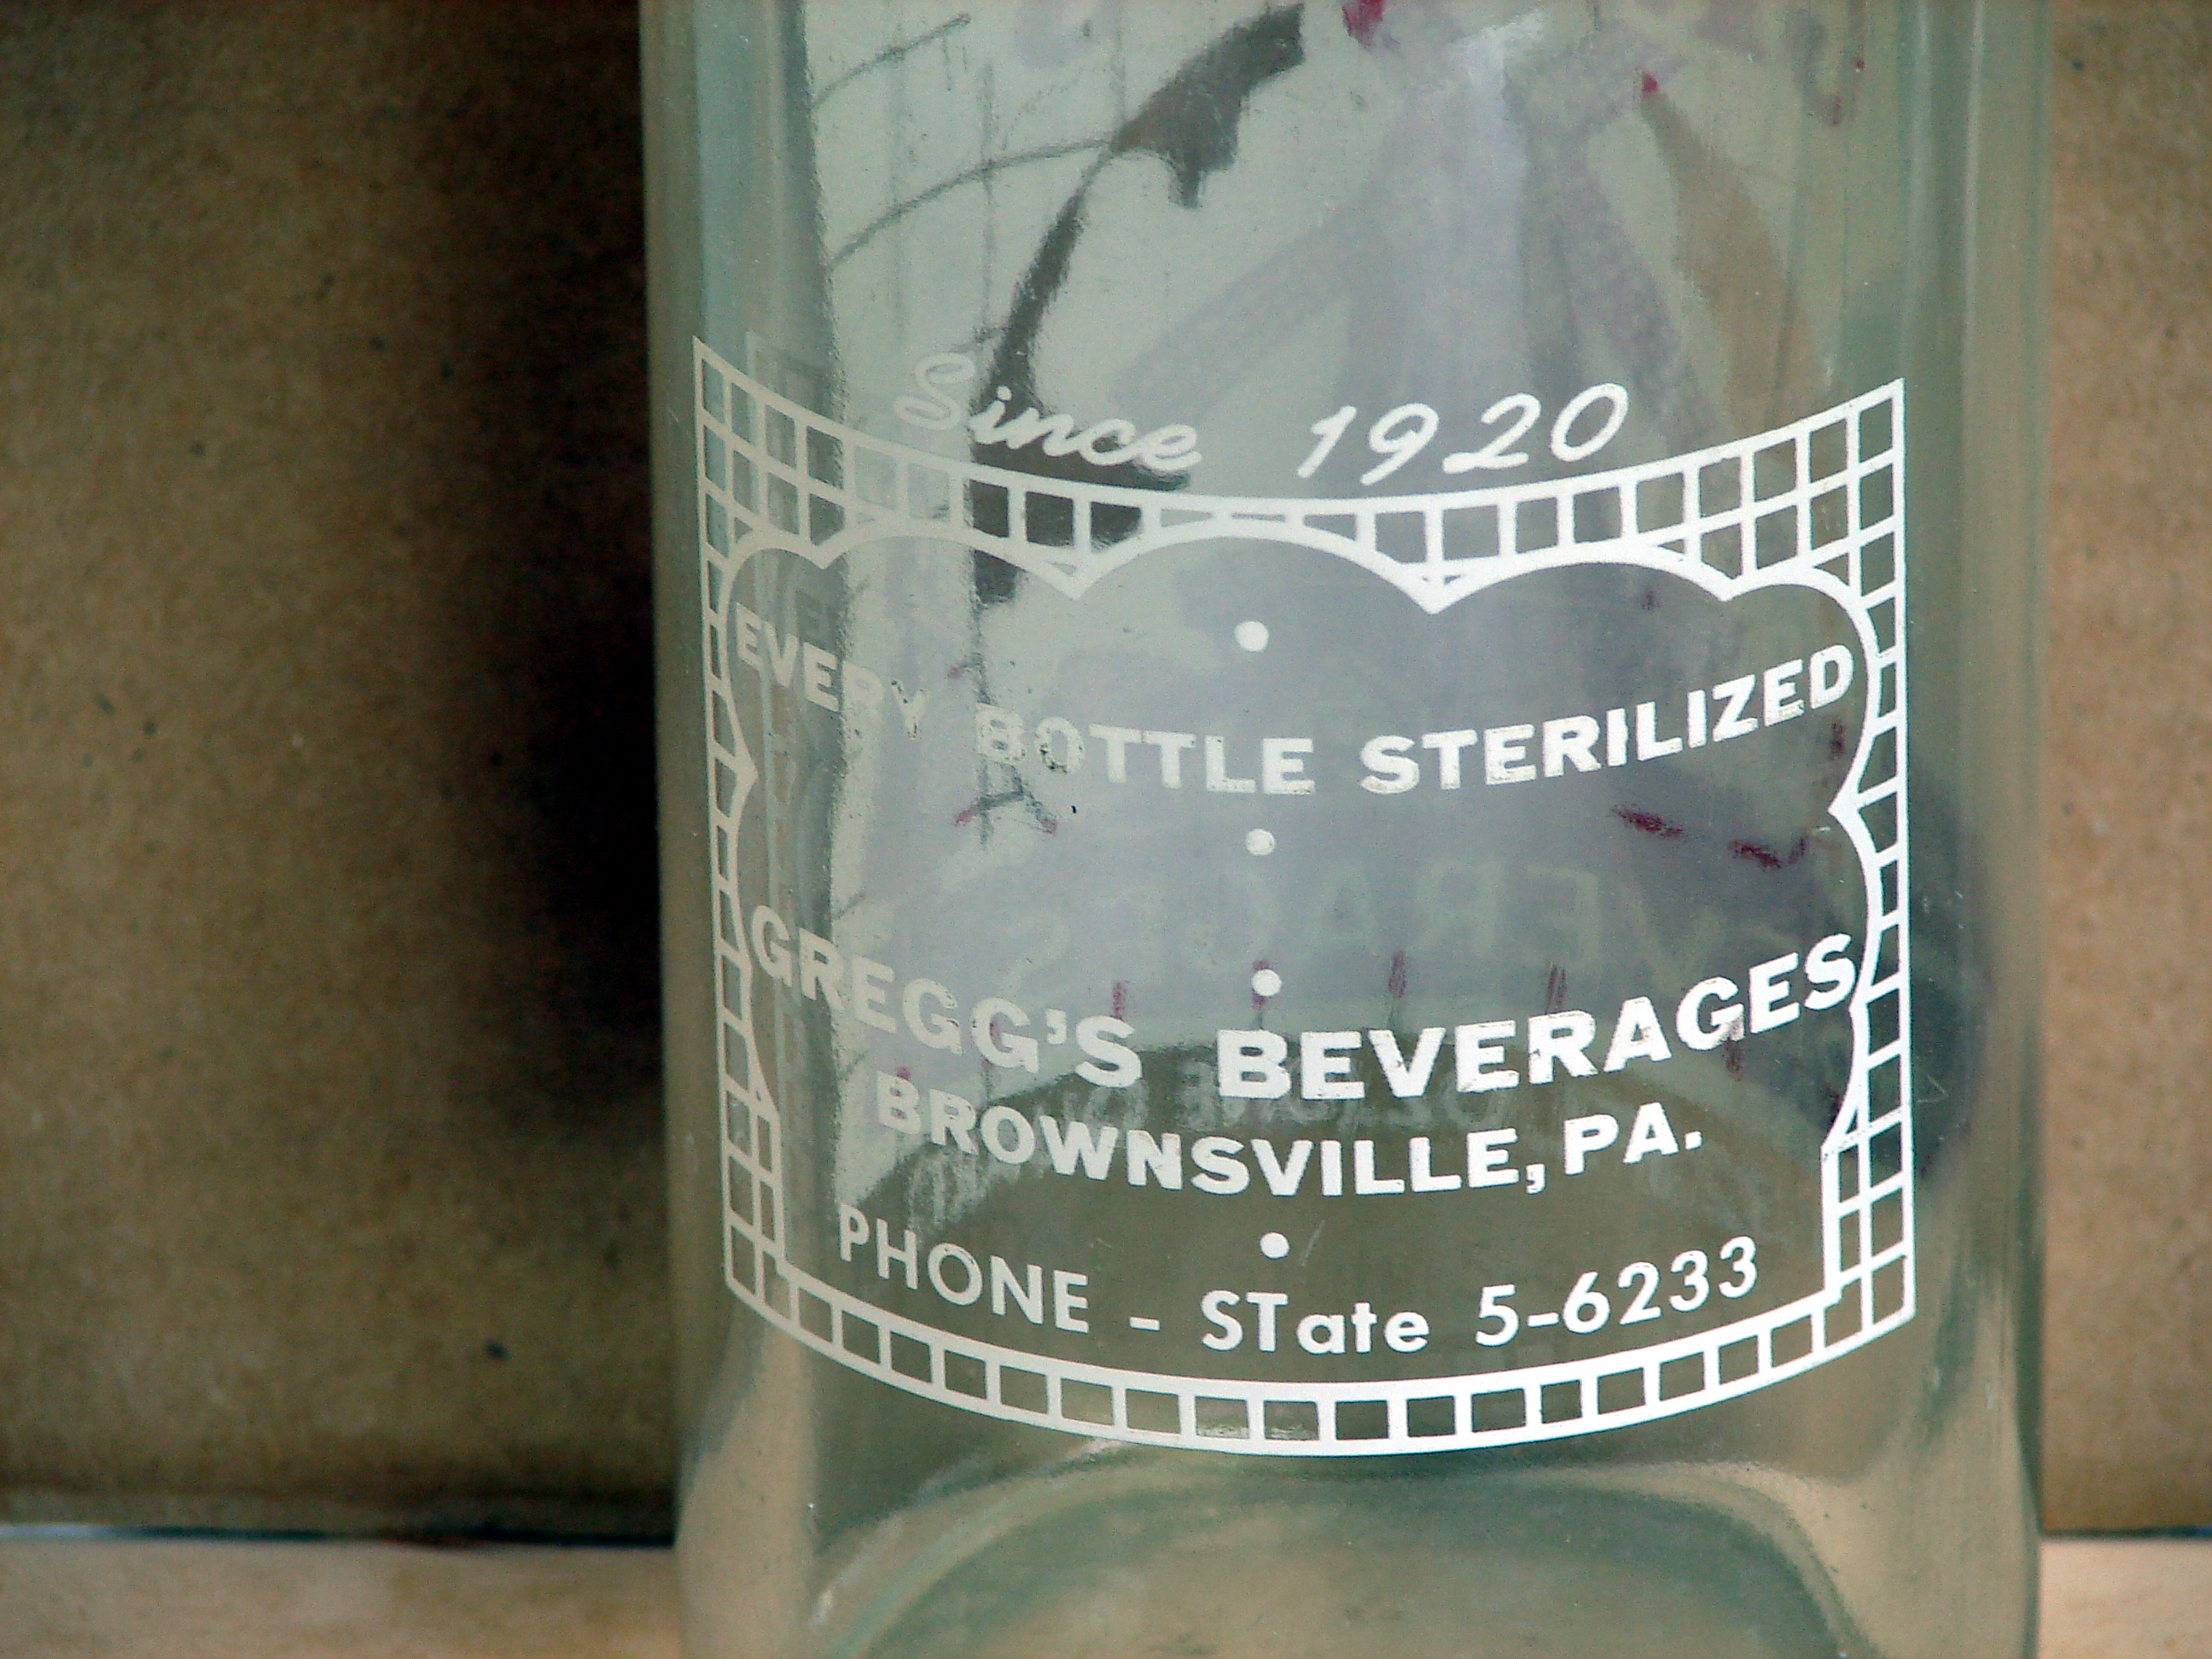 Since 1920
EVERY BOTTLE STERILIZED
GREGG'S BEVERAGES
BROWNSVILLE, PA.
PHONE - STate 5-6233